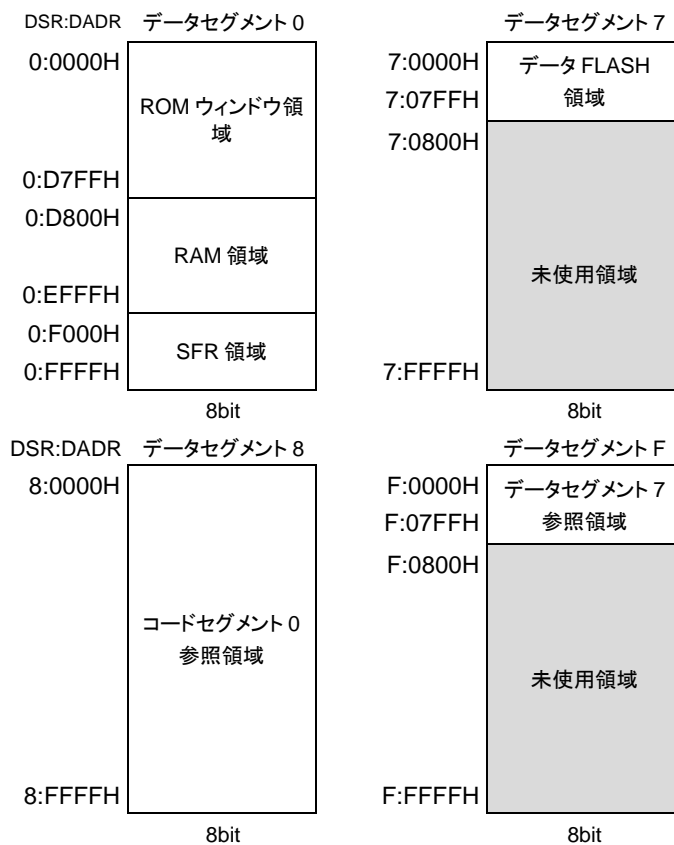 DSR:DADR データセグメント 0
0:0000H
ROM ウィンドウ領
域
0:D7FFH
0:D800H
RAM 領域
0:EFFFH
0:F000H
SFR 領域
0:FFFFH
8bit
データセグメント 7
7:0000H
データ FLASH
7:07FFH
領域
7:0800H
未使用領域
7:FFFFH
8bit
DSR:DADR データセグメント 8
8:0000H
コードセグメント 0
参照領域
8:FFFFH
8bit
データセグメント F
F:0000H
データセグメント 7
F:07FFH
参照領域
F:0800H
未使用領域
F:FFFFH
8bit